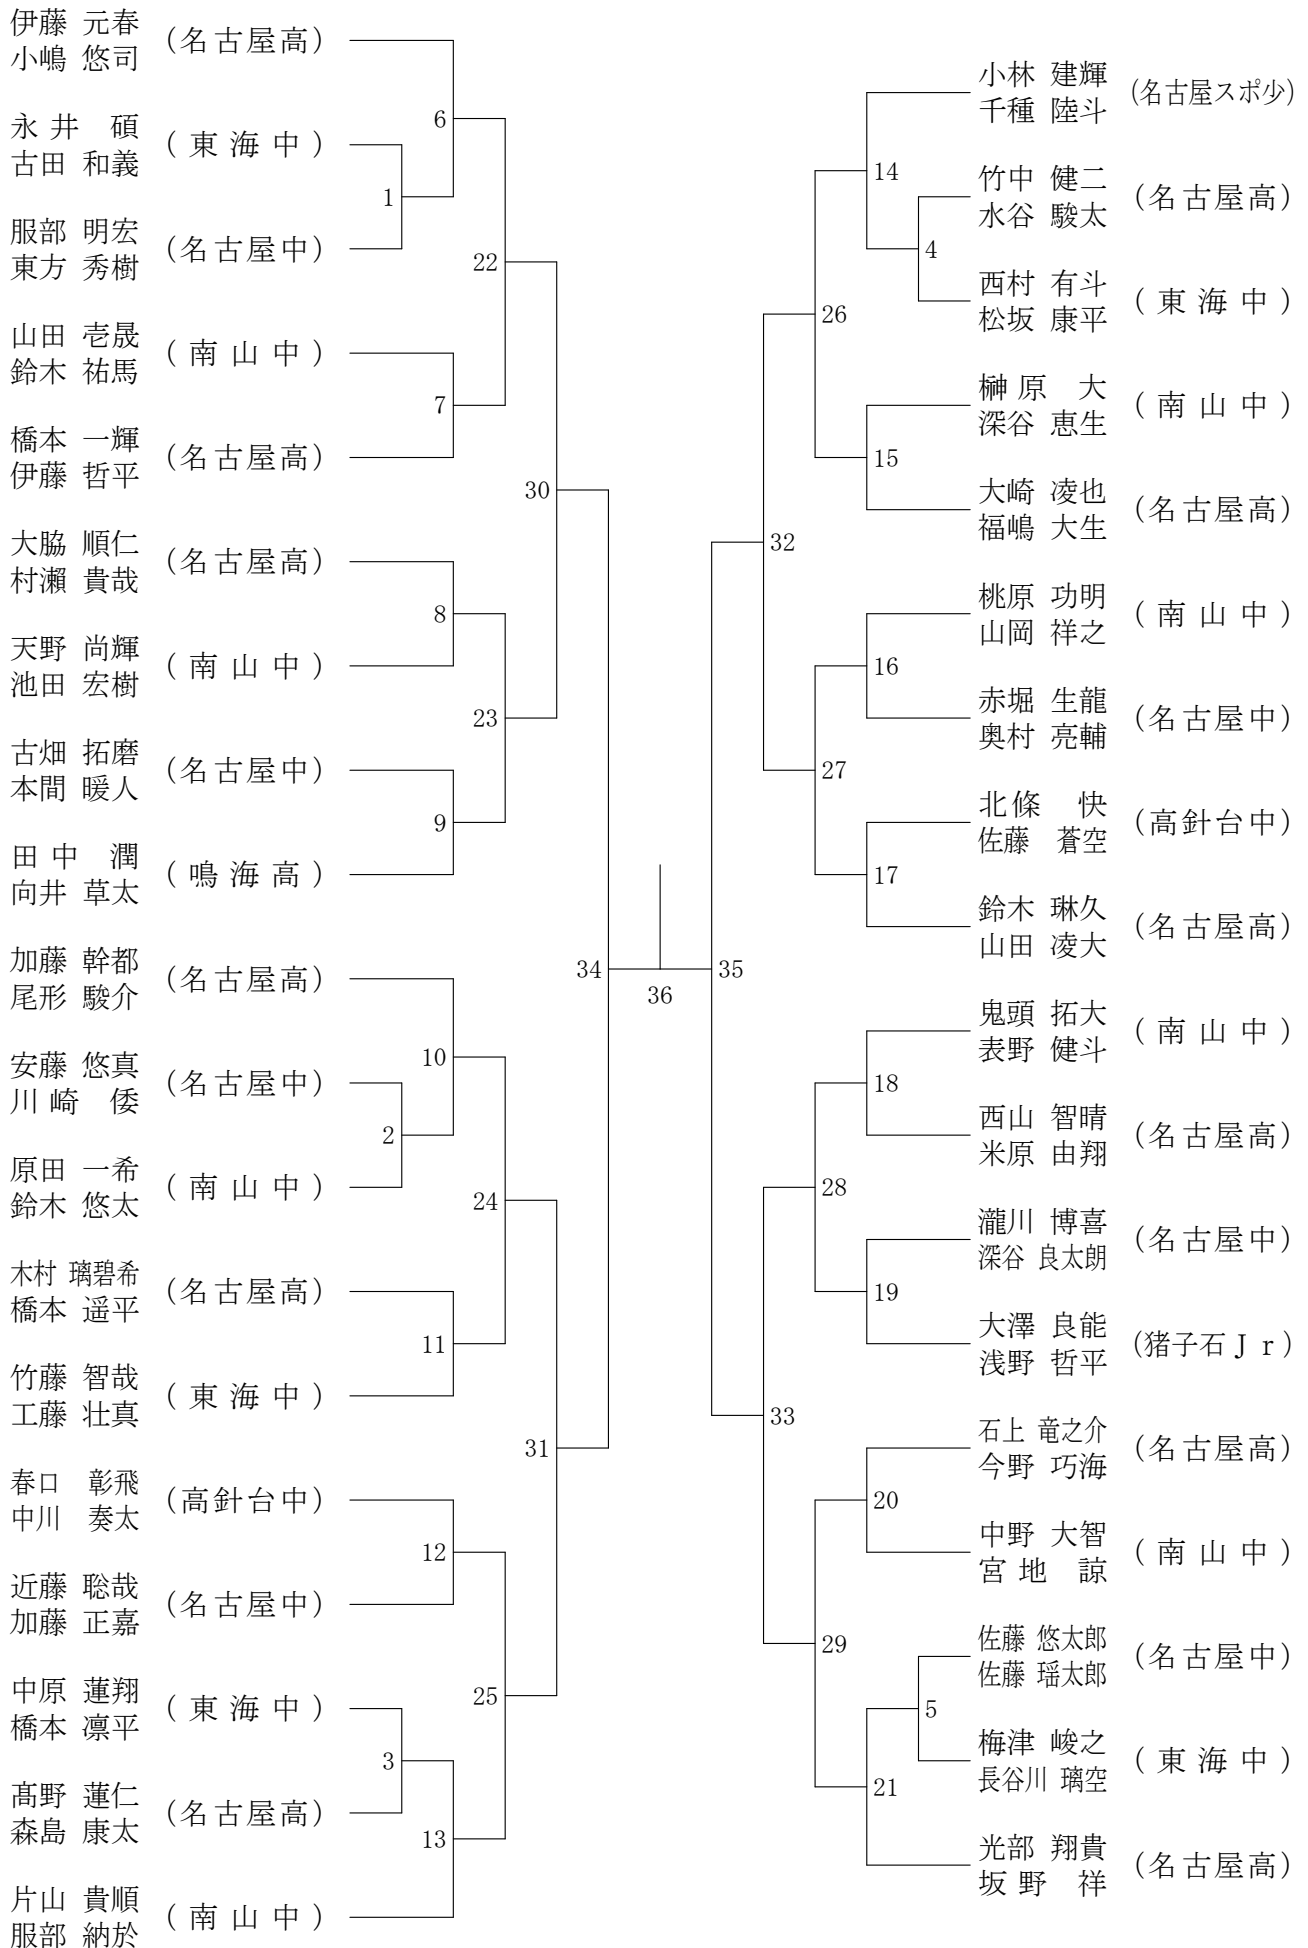 伊藤 元春
小嶋 悠司
(名古屋高)
永井 碩
古田 和義
(東海中)
服部 明宏
東方 秀樹
(名古屋中)
山田 壱晟
鈴木 祐馬
(南山中)
橋本 一輝
伊藤 哲平
(名古屋高)
大脇 順仁
村瀬 貴哉
(名古屋高)
天野 尚輝
池田 宏樹
(南山中)
古畑 拓磨
本間 暖人
(名古屋中)
田中 潤
向井 草太
(鳴海高)
加藤 幹都
尾形 駿介
(名古屋高)
安藤 悠真
川崎 倭
(名古屋中)
原田 一希
鈴木 悠太
(南山中)
木村 璃碧希
橋本 遥平
(名古屋高)
竹藤 智哉
工藤 壮真
(東海中)
春口 彰飛
中川 奏太
(高針台中)
近藤 聡哉
加藤 正嘉
(名古屋中)
中原 蓮翔
橋本 凛平
(東海中)
髙野 蓮仁
森島 康太
(名古屋高)
片山 貴順
服部 納於
(南山中)
1
2
3
6
7
8
9
10
11
12
13
22
23
24
25
30
31
34
36
35
32
33
26
27
28
29
14
15
16
17
18
19
20
21
4
5
小林 建輝
千種 陸斗
(名古屋スポ少)
竹中 健二
水谷 駿太
(名古屋高)
西村 有斗
松坂 康平
(東海中)
榊原 大
深谷 恵生
(南山中)
大崎 凌也
福嶋 大生
(名古屋高)
桃原 功明
山岡 祥之
(南山中)
赤堀 生龍
奥村 亮輔
(名古屋中)
北條 快
佐藤 蒼空
(高針台中)
鈴木 琳久
山田 凌大
(名古屋高)
鬼頭 拓大
表野 健斗
(南山中)
西山 智晴
米原 由翔
(名古屋高)
瀧川 博喜
深谷 良太朗
(名古屋中)
大澤 良能
浅野 哲平
(猪子石Ｊｒ)
石上 竜之介
今野 巧海
(名古屋高)
中野 大智
宮地 諒
(南山中)
佐藤 悠太郎
佐藤 瑶太郎
(名古屋中)
梅津 峻之
長谷川 璃空
(東海中)
光部 翔貴
坂野 祥
(名古屋高)